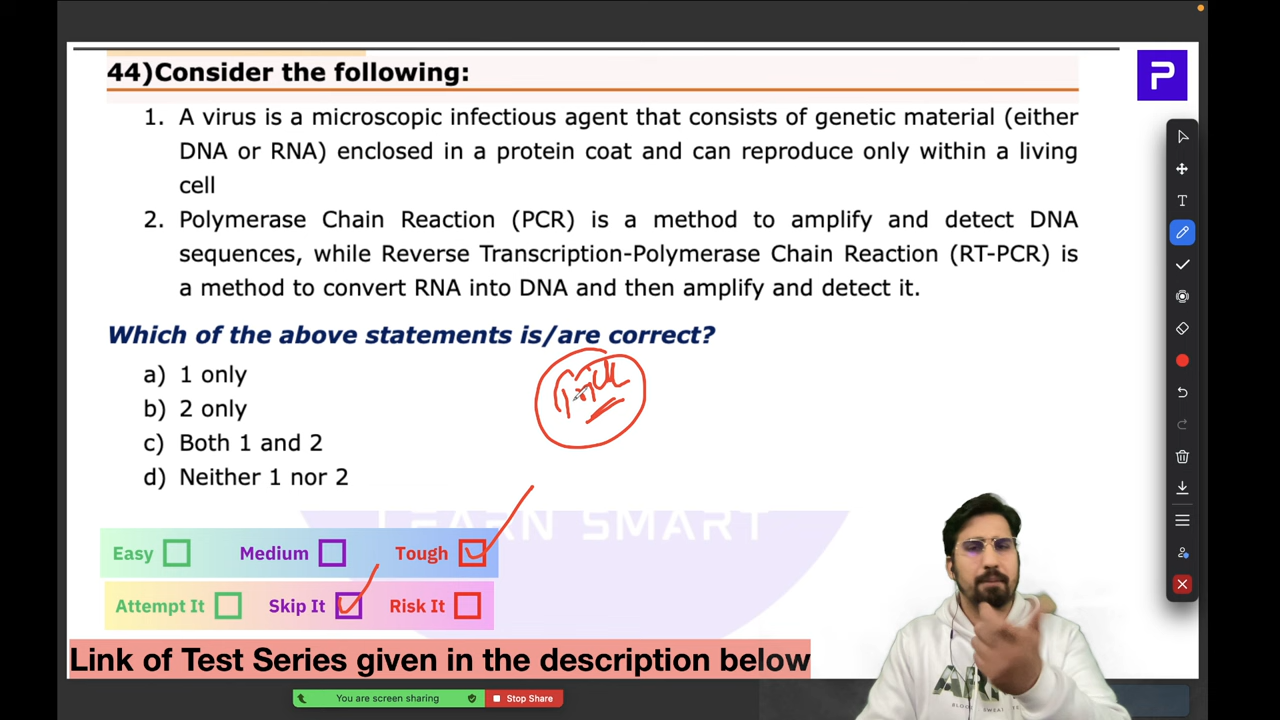 44)Consider the following:
1. A virus is a microscopic infectious agent that consists of genetic material (either
DNA or RNA) enclosed in a protein coat and can reproduce only within a living
cell
2. Polymerase Chain Reaction (PCR) is a method to amplify and detect DNA
sequences, while Reverse Transcription-Polymerase Chain Reaction (RT-PCR) is
a method to convert RNA into DNA and then amplify and detect it.
Which of the above statements is/are correct?
a) 1 only
b) 2 only
c) Both 1 and 2
d) Neither 1 nor 2
LEARN SMART
Easy Medium Tough
Attempt It Skip It Risk It
Link of Test Series given in the description below
You are screen sharing Stop Share
P
T